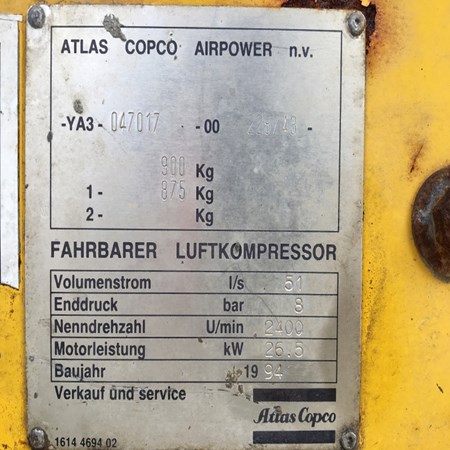 ATLAS COPCO AIRPOWER n.v.
-YA3- 047017 - -00 -
900 Kg
1- 875 Kg
2- Kg
FAHRBARER LUFTKOMPRESSOR
Volumenstrom l/s 51
Enddruck bar 8
Nenndrehzahl U/min 2400
Motorleistung kW 25.5
Baujahr 19 94
Verkauf und service
Atlas Copco
1614 4694 02